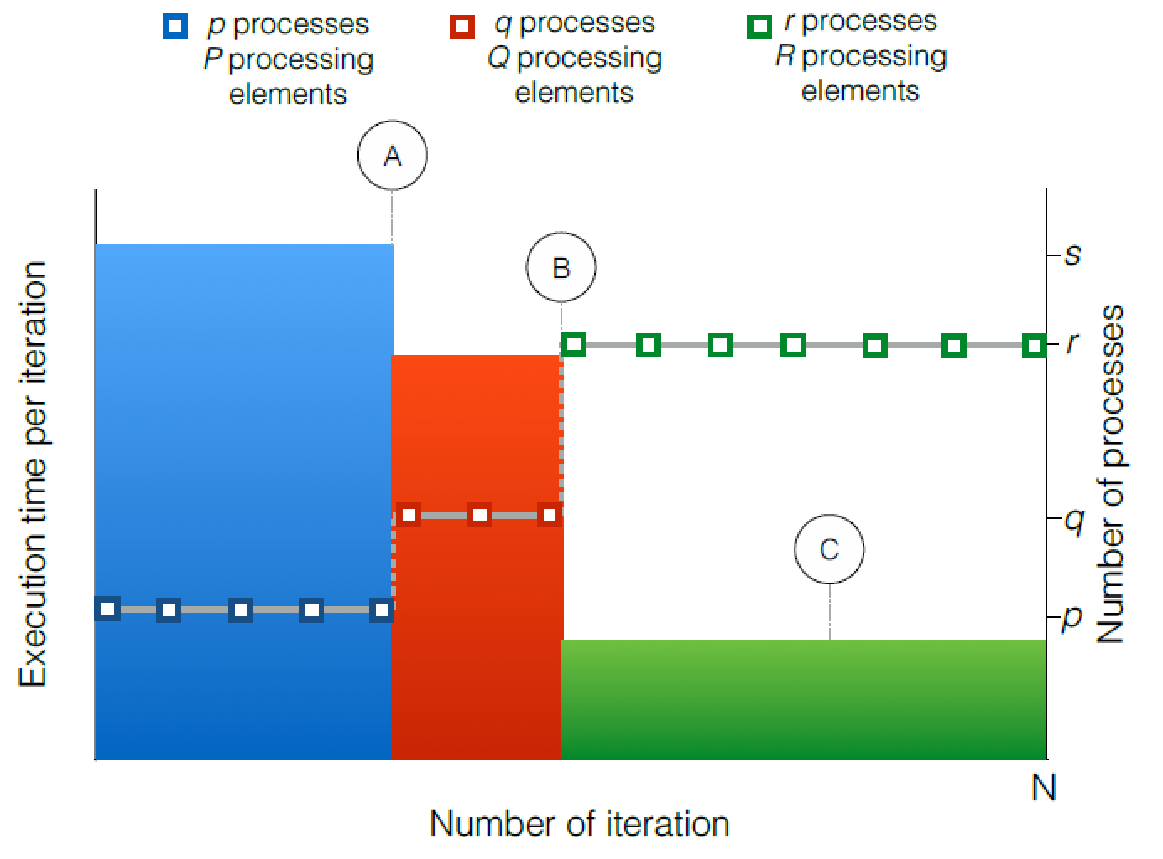 p processes
P processing
elements
q processes
Q processing
elements
r processes
R processing
elements
A
B
C
Execution time per iteration
s
r
q
p
Number of processes
N
Number of iteration